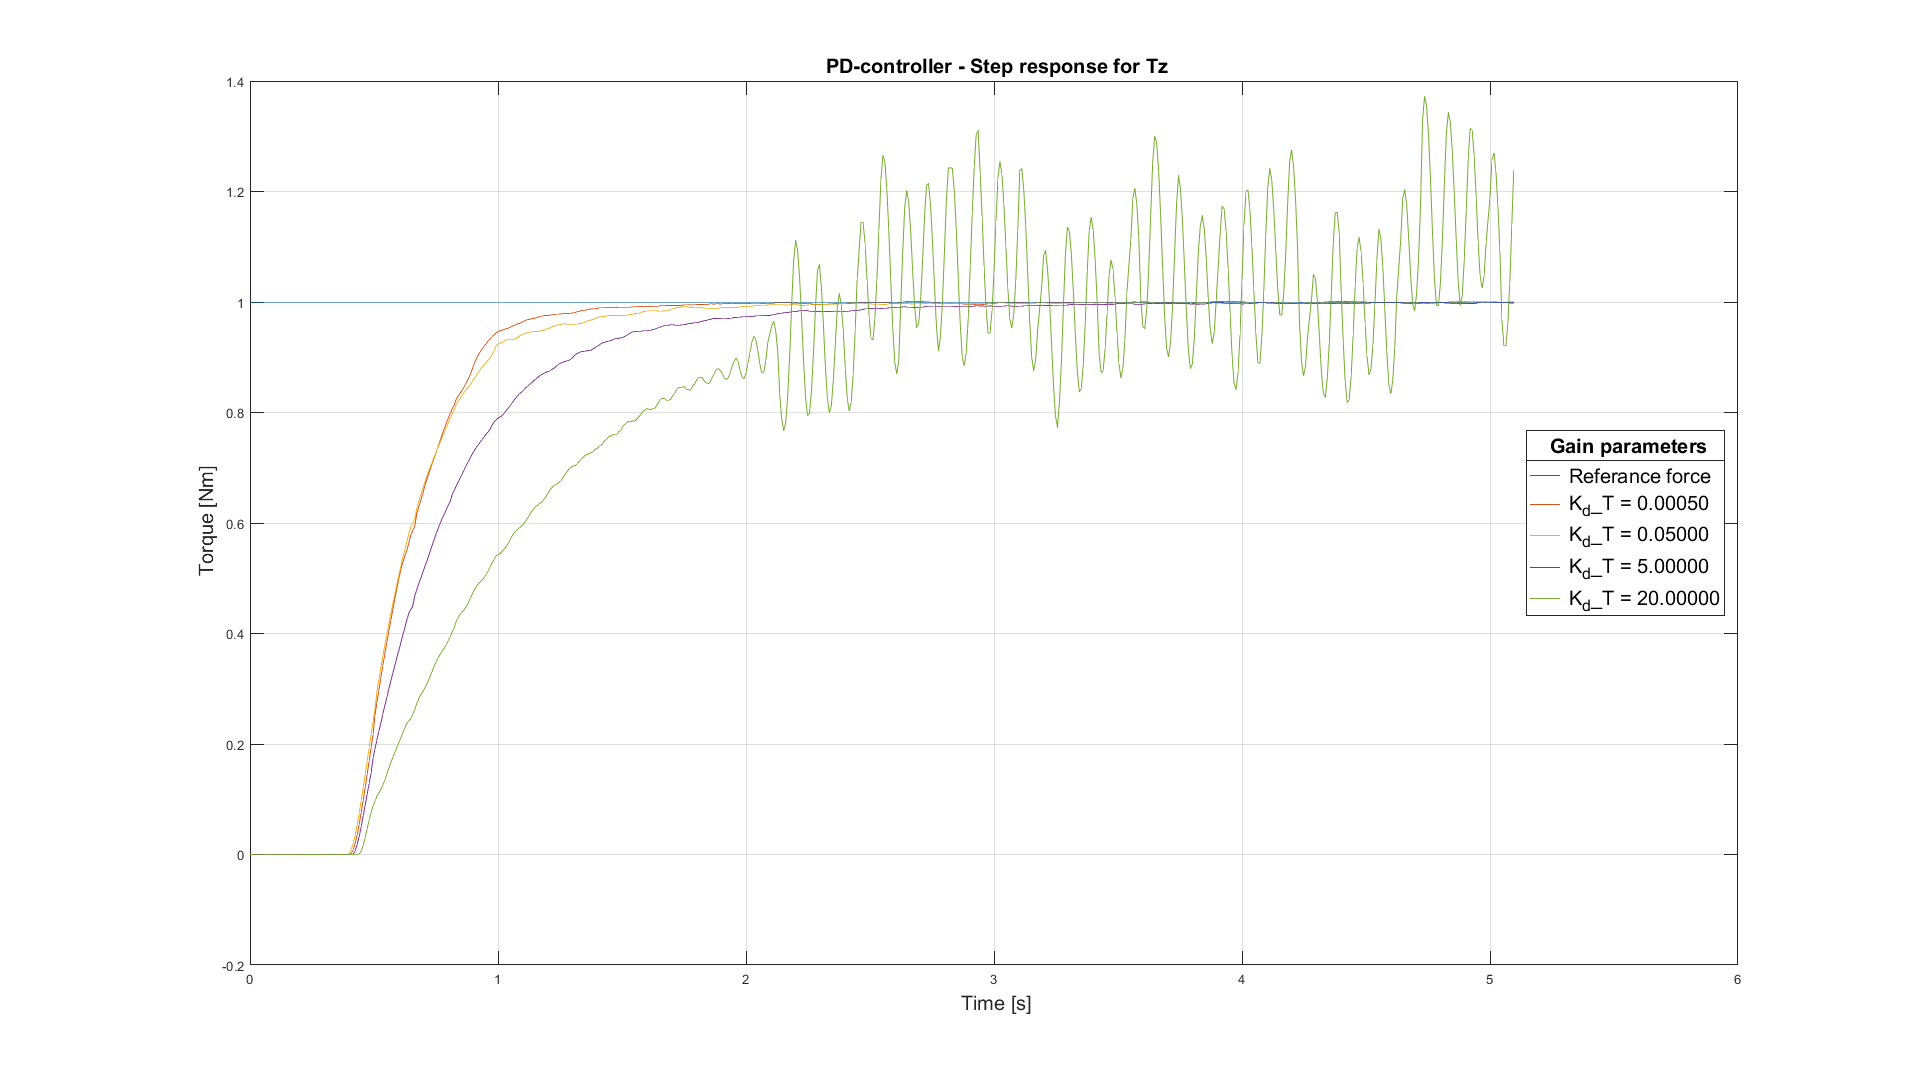 PD-controller - Step response for Tz
1.4
1.2
1
0.8
0.6
0.4
0.2
0
-0.2
Torque [Nm]
0 1 2 3 4 5 6
Time [s]
Gain parameters
Referance force
K_d_T = 0.00050
K_d_T = 0.05000
K_d_T = 5.00000
K_d_T = 20.00000